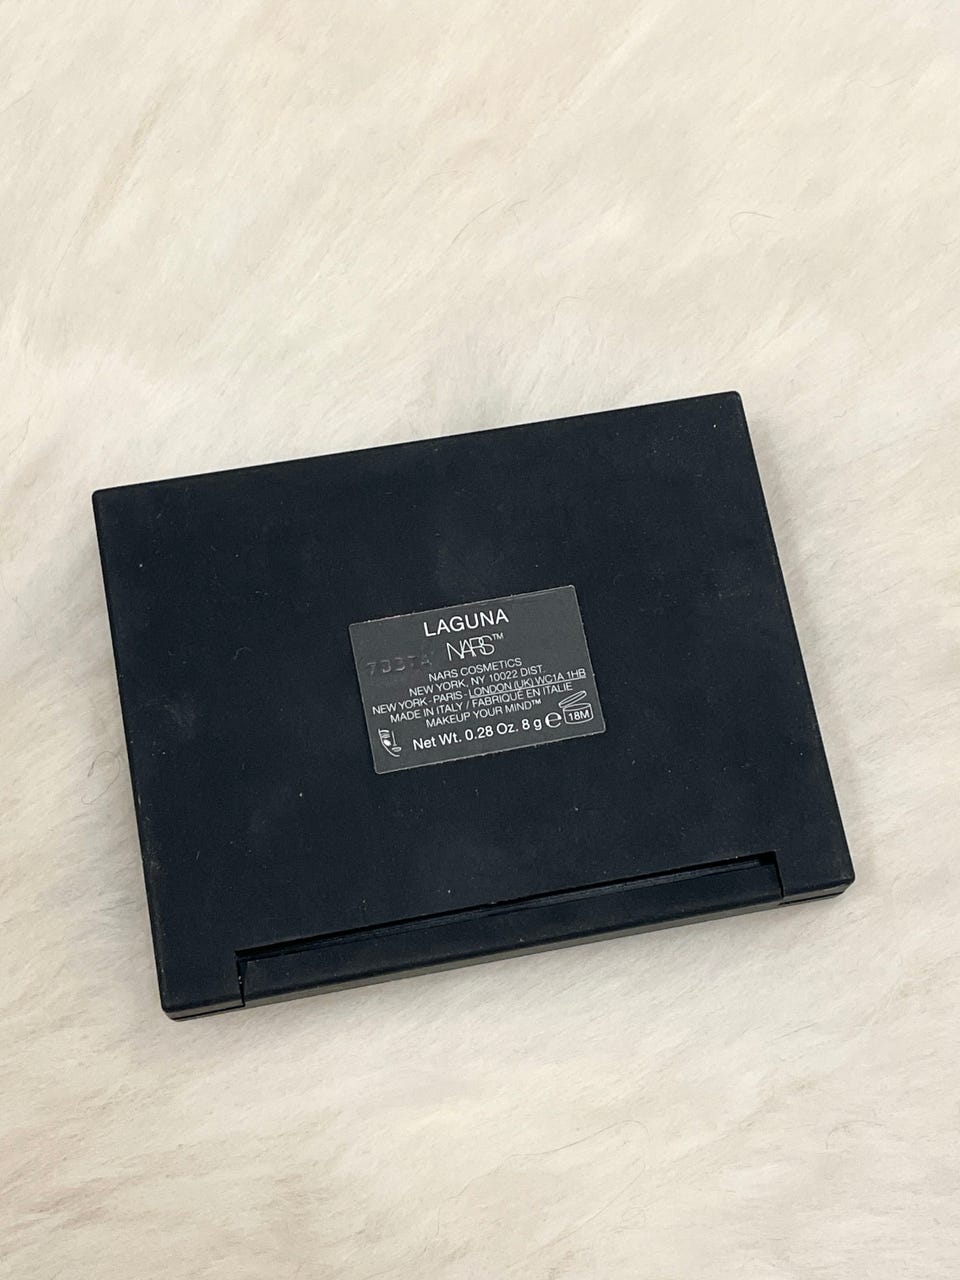 LAGUNA
NARS™
NARS COSMETICS
NEW YORK, NY 10022 DIST.
NEW YORK - PARIS - LONDON (UK) WC1A 1HB
MADE IN ITALY / FABRIQUÉ EN ITALIE
MAKEUP YOUR MIND™
Net Wt. 0.28 Oz. 8 g ℮ 18M